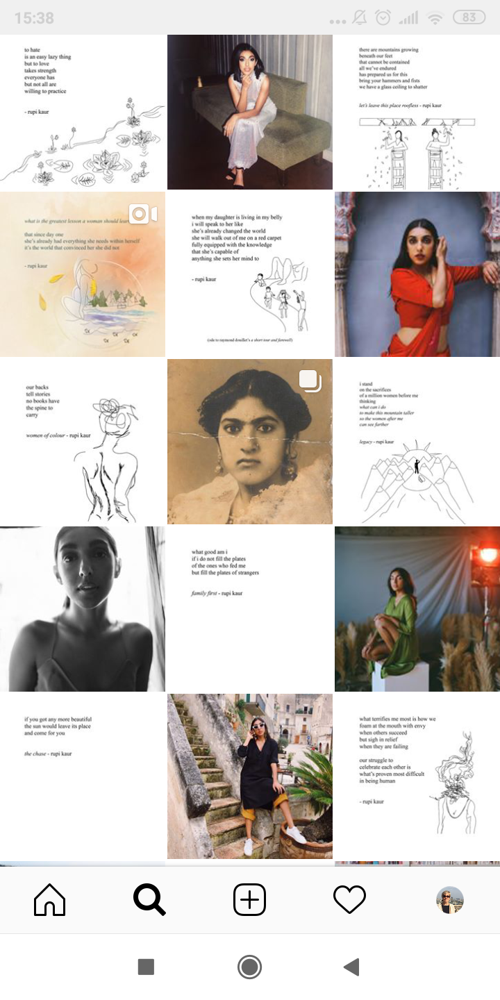 15:38
83
to hate
is an easy lazy thing
but to love
takes strength
everyone has
but not all are
willing to practice
- rupi kaur
there are mountains growing
beneath our feet
that cannot be contained
all we've endured
has prepared us for this
bring your hammers and fists
we have a glass ceiling to shatter
let's leave this place roofless - rupi kaur
what is the greatest lesson a woman should
that since day one
she's already had everything she needs within herself
it's the world that convinced her she did not
- rupi kaur
when my daughter is living in my belly
i will speak to her like
she's already changed the world
she will walk out of me on a red carpet
fully equipped with the knowledge
that she's capable of
anything she sets her mind to
- rupi kaur
(ode to raymond douillet's a short tour and farewell)
our backs
tell stories
no books have
the spine to
carry
women of colour - rupi kaur
i stand
on the sacrifices
of a million women before me
thinking
what can i do
to make this mountain taller
so the women after me
can see farther
legacy - rupi kaur
what good am i
if i do not fill the plates
of the ones who fed me
but fill the plates of strangers
family first - rupi kaur
if you got any more beautiful
the sun would leave its place
and come for you
the chase - rupi kaur
what terrifies me most is how we
foam at the mouth with envy
when others succeed
but sigh in relief
when they are failing
our struggle to
celebrate each other is
what's proven most difficult
in being human
- rupi kaur